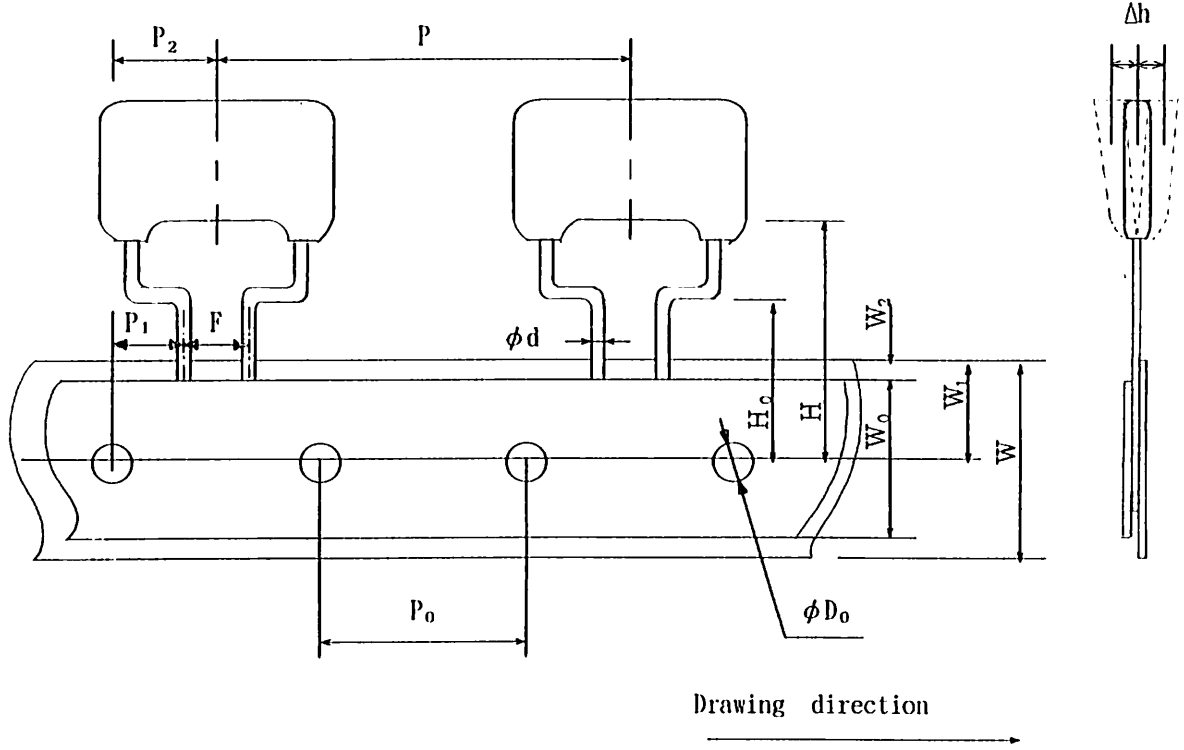 Δh
P₂
P
P₁
F
φd
H₀
H
W₂
W₀
W₁
W
P₀
φD₀
Drawing direction